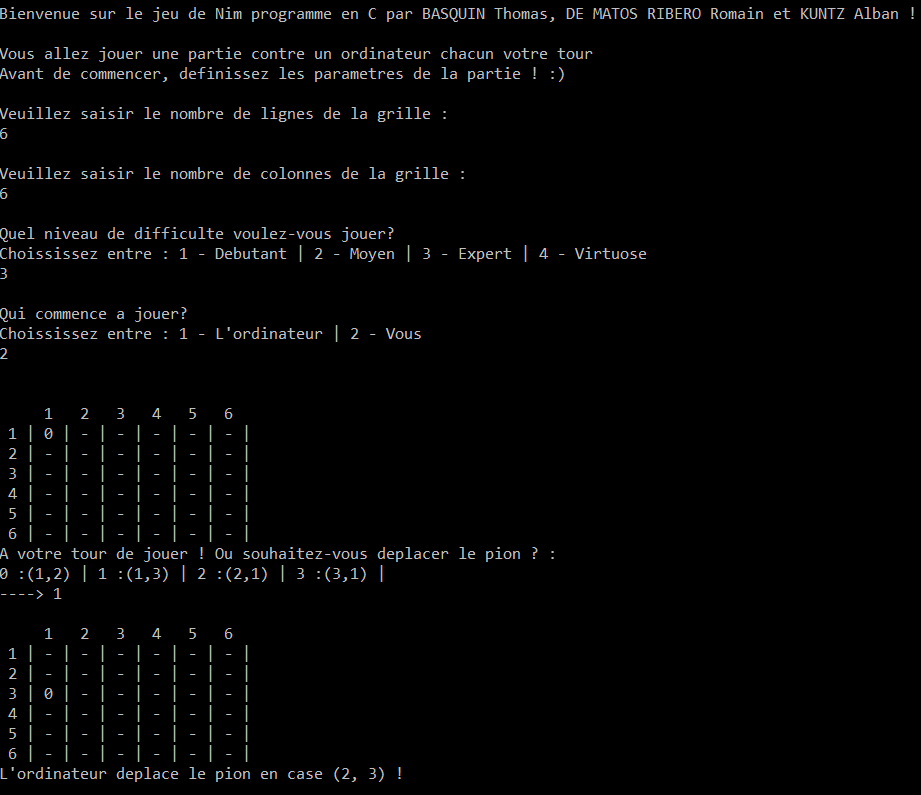 Bienvenue sur le jeu de Nim programme en C par BASQUIN Thomas, DE MATOS RIBERO Romain et KUNTZ Alban !
Vous allez jouer une partie contre un ordinateur chacun votre tour
Avant de commencer, definissez les parametres de la partie ! :)
Veuillez saisir le nombre de lignes de la grille :
6
Veuillez saisir le nombre de colonnes de la grille :
6
Quel niveau de difficulte voulez-vous jouer?
Choississez entre : 1 - Debutant | 2 - Moyen | 3 - Expert | 4 - Virtuose
3
Qui commence a jouer?
Choississez entre : 1 - L'ordinateur | 2 - Vous
2
1 2 3 4 5 6
1 | 0 | - | - | - | - | - |
2 | - | - | - | - | - | - |
3 | - | - | - | - | - | - |
4 | - | - | - | - | - | - |
5 | - | - | - | - | - | - |
6 | - | - | - | - | - | - |
A votre tour de jouer ! Ou souhaitez-vous deplacer le pion ? :
0 :(1,2) | 1 :(1,3) | 2 :(2,1) | 3 :(3,1) |
----> 1
1 2 3 4 5 6
1 | - | - | - | - | - | - |
2 | - | - | - | - | - | - |
3 | 0 | - | - | - | - | - |
4 | - | - | - | - | - | - |
5 | - | - | - | - | - | - |
6 | - | - | - | - | - | - |
L'ordinateur deplace le pion en case (2, 3) !